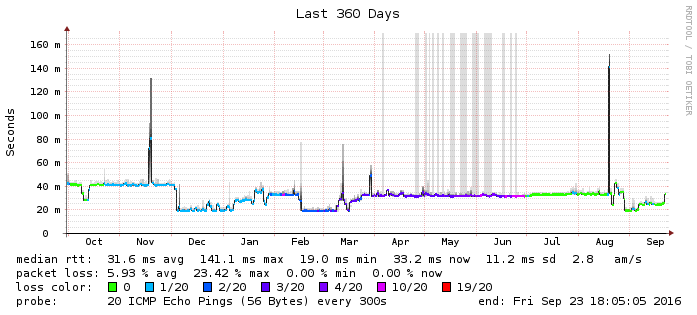 Last 360 Days
RRDTOOL / TOBI OETIKER
Seconds
160 m
140 m
120 m
100 m
80 m
60 m
40 m
20 m
0
Oct Nov Dec Jan Feb Mar Apr May Jun Jul Aug Sep
median rtt: 31.6 ms avg 141.1 ms max 19.0 ms min 33.2 ms now 11.2 ms sd 2.8 am/s
packet loss: 5.93 % avg 23.42 % max 0.00 % min 0.00 % now
loss color: 0 1/20 2/20 3/20 4/20 10/20 19/20
probe: 20 ICMP Echo Pings (56 Bytes) every 300s end: Fri Sep 23 18:05:05 2016